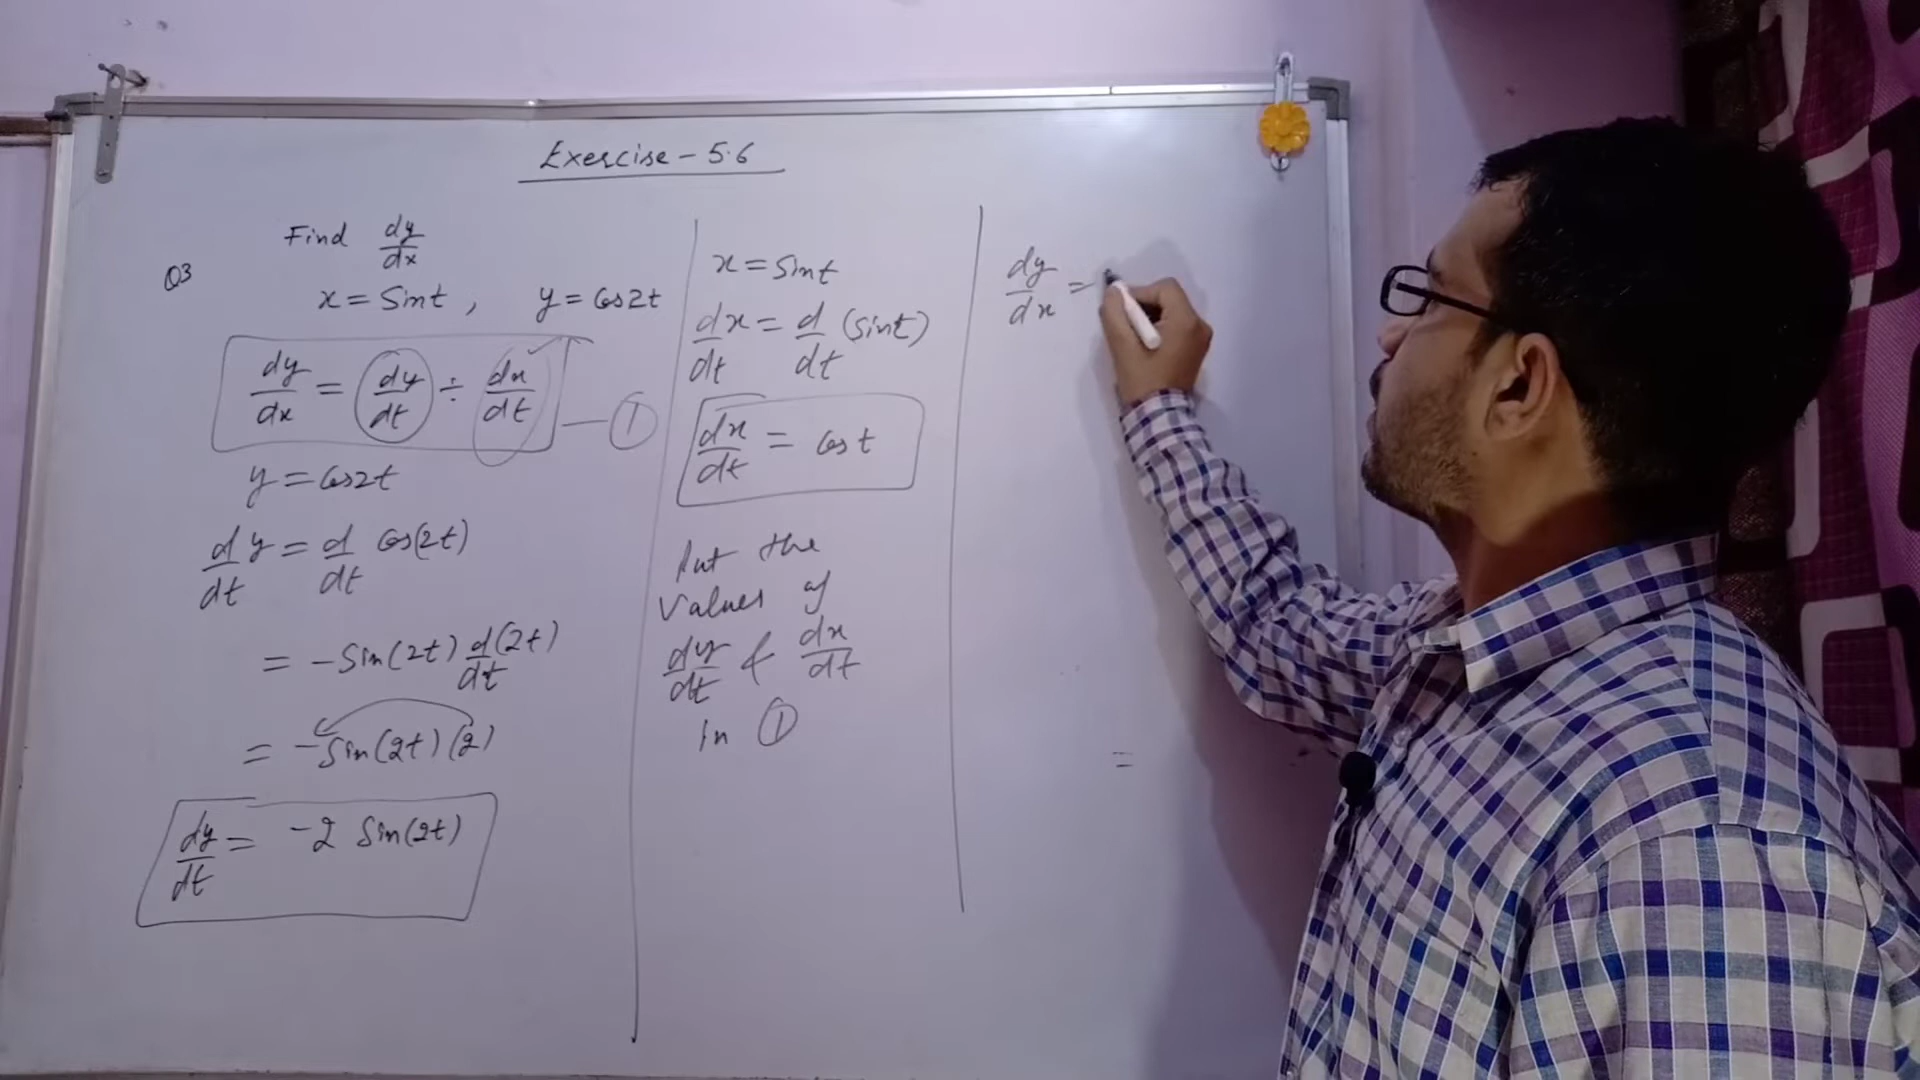 Exercise - 5.6
Find dy/dx
Q3
x = Sint , y = Cos2t
dy/dx = dy/dt ÷ dx/dt — ①
y = Cos2t
d/dt y = d/dt Cos(2t)
= -Sin(2t) d/dt (2t)
= -Sin(2t)(2)
dy/dt = -2 Sin(2t)
x = Sint
dx/dt = d/dt (Sint)
dx/dt = Cos t
Put the
values of
dy/dt & dx/dt
in ①
dy/dx = -
=